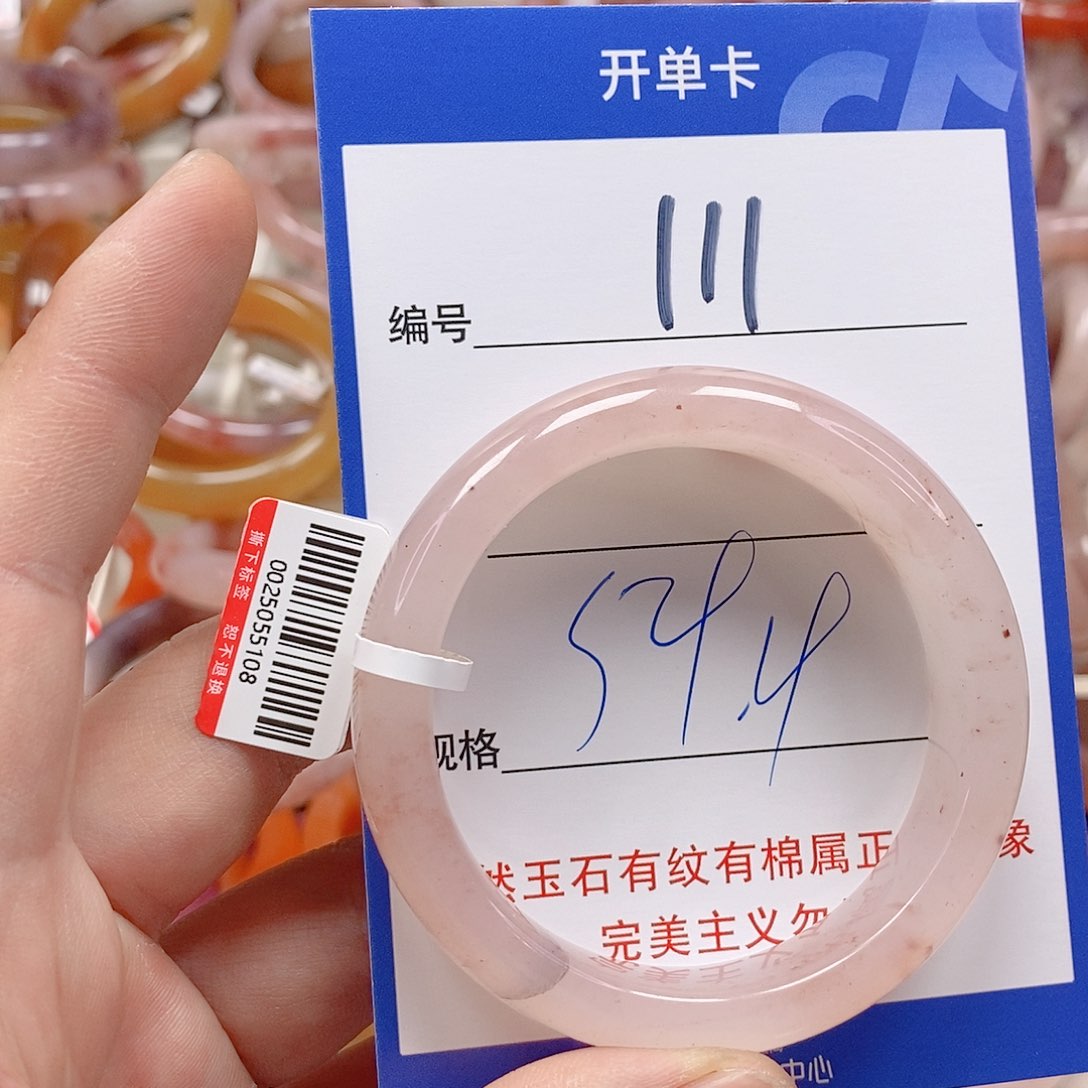 开单卡
编号 111
规格 54.4
然玉石有纹有棉属正 象
完美主义勿
中心
撕下标签 恕不退换
0025055108